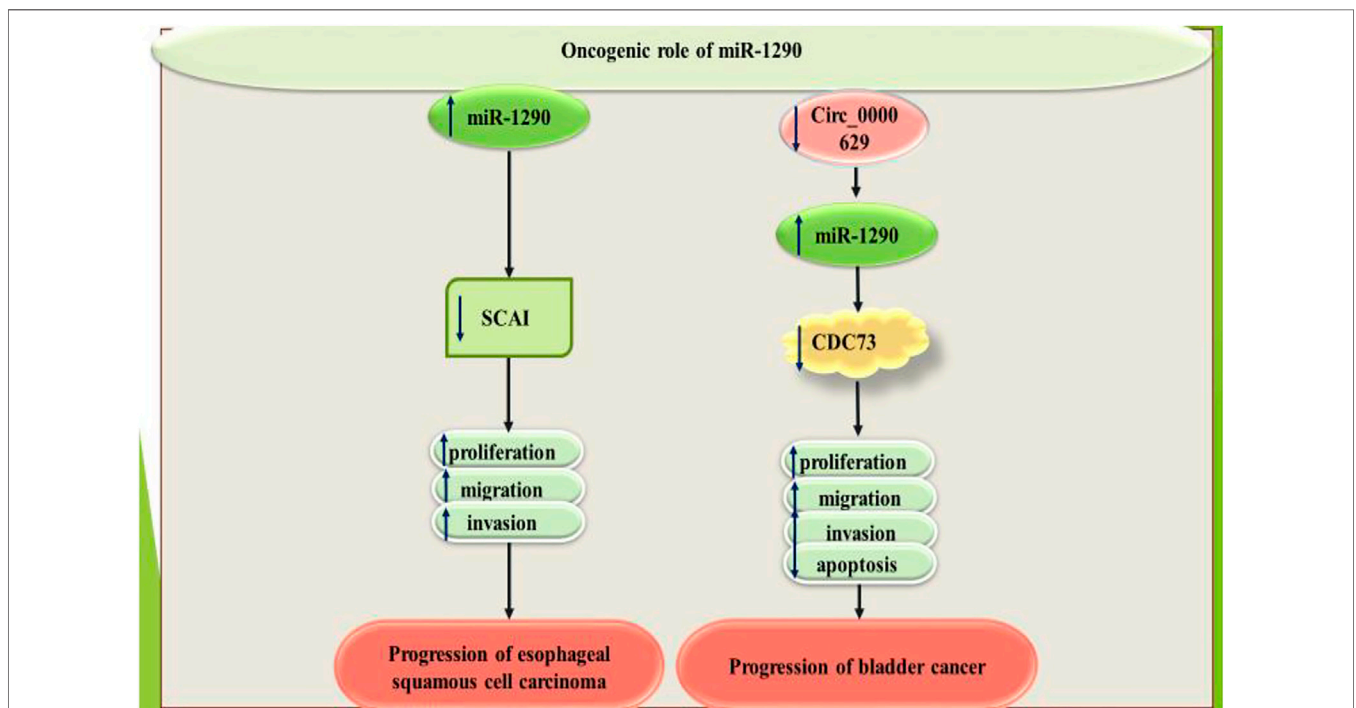 Oncogenic role of miR-1290
miR-1290
SCAI
proliferation
migration
invasion
Progression of esophageal
squamous cell carcinoma
Circ_0000
629
miR-1290
CDC73
proliferation
migration
invasion
apoptosis
Progression of bladder cancer